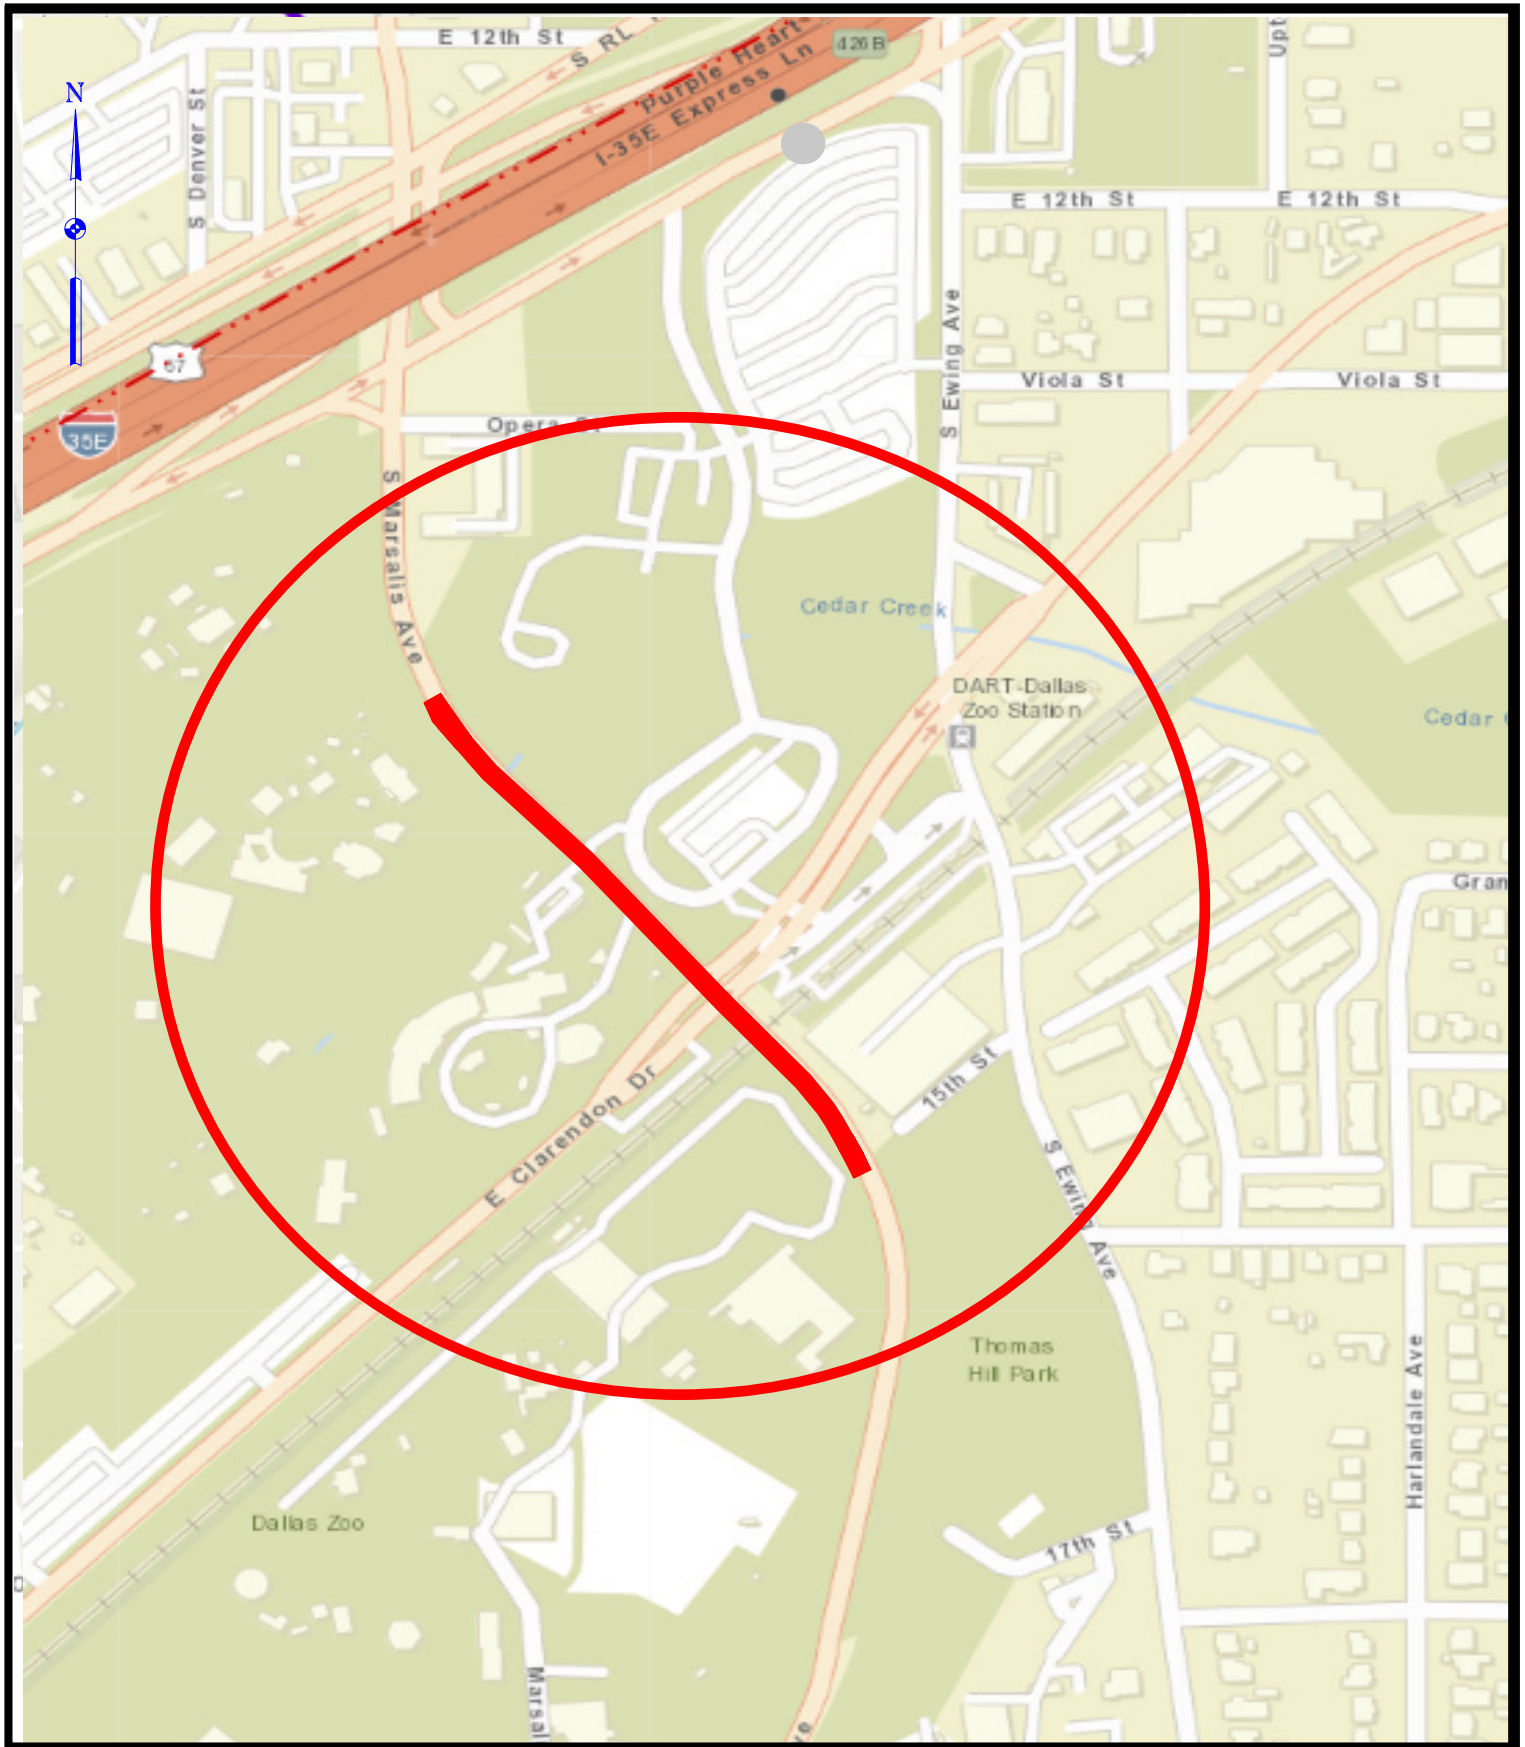 E 12th St
S RL
Purple Heart
426B
Upt
N
I-35E Express Ln
S Denver St
E 12th St
E 12th St
67
S Ewing Ave
Viola St
Viola St
Opera St
35E
S Marsalis Ave
Cedar Creek
DART-Dallas
Zoo Station
Cedar
Gran
15th St
E Clarendon Dr
S Ewing Ave
Thomas
Hill Park
Harlandale Ave
Dallas Zoo
17th St
Marsal